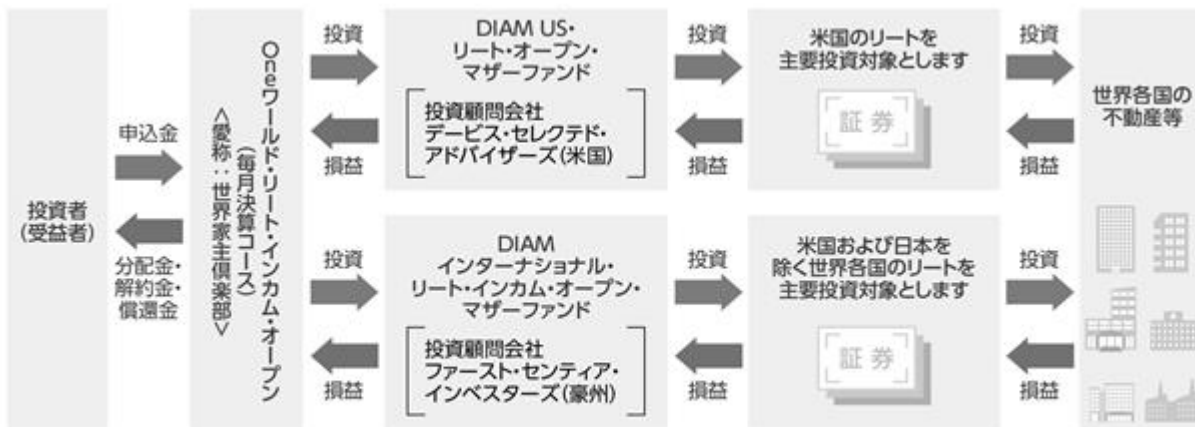 投資者
(受益者)
申込金
分配金・
解約金・
償還金
Oneワールド・リート・インカム・オープン
(毎月決算コース)
<愛称:世界家主倶楽部>
投資
損益
DIAM US・
リート・オープン・
マザーファンド
投資顧問会社
デービス・セレクテド・
アドバイザーズ(米国)
投資
損益
米国のリートを
主要投資対象とします
証券
投資
損益
投資
損益
DIAM
インターナショナル・
リート・インカム・オープン・
マザーファンド
投資顧問会社
ファースト・センティア・
インベスターズ(豪州)
投資
損益
米国および日本を
除く世界各国のリートを
主要投資対象とします
証券
投資
損益
世界各国の
不動産等